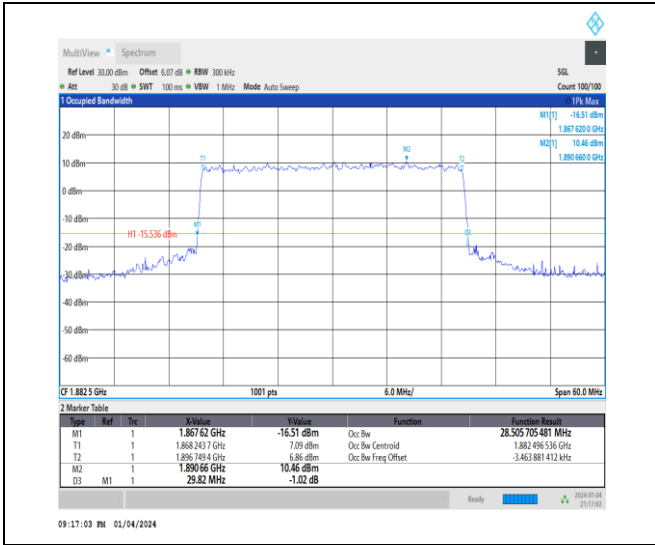 MultiView Spectrum
Ref Level 30.00 dBm Offset 6.07 dB RBW 300 kHz SGL
Att 30 dB SWT 100 ms VBW 1 MHz Mode Auto Sweep Count 100/100
1 Occupied Bandwidth 1Pk Max
M1[1] -16.51 dBm
1.867 620 0 GHz
M2[1] 10.46 dBm
1.890 660 0 GHz
20 dBm
M2
T1 T2
10 dBm
0 dBm
-10 dBm
M1
H1 -15.536 dBm
D3
-20 dBm
-30 dBm
-40 dBm
-50 dBm
-60 dBm
CF 1.882 5 GHz 1001 pts 6.0 MHz/ Span 60.0 MHz
2 Marker Table
Type Ref Trc X-Value Y-Value Function Function Result
M1 1 1.867 62 GHz -16.51 dBm Occ Bw 28.505 705 481 MHz
T1 1 1.868 243 7 GHz 7.09 dBm Occ Bw Centroid 1.882 496 536 GHz
T2 1 1.896 749 4 GHz 6.86 dBm Occ Bw Freq Offset -3.463 881 412 kHz
M2 1 1.890 66 GHz 10.46 dBm
D3 M1 1 29.82 MHz -1.02 dB
Ready 2024-01-04
21:17:02
09:17:03 PM 01/04/2024